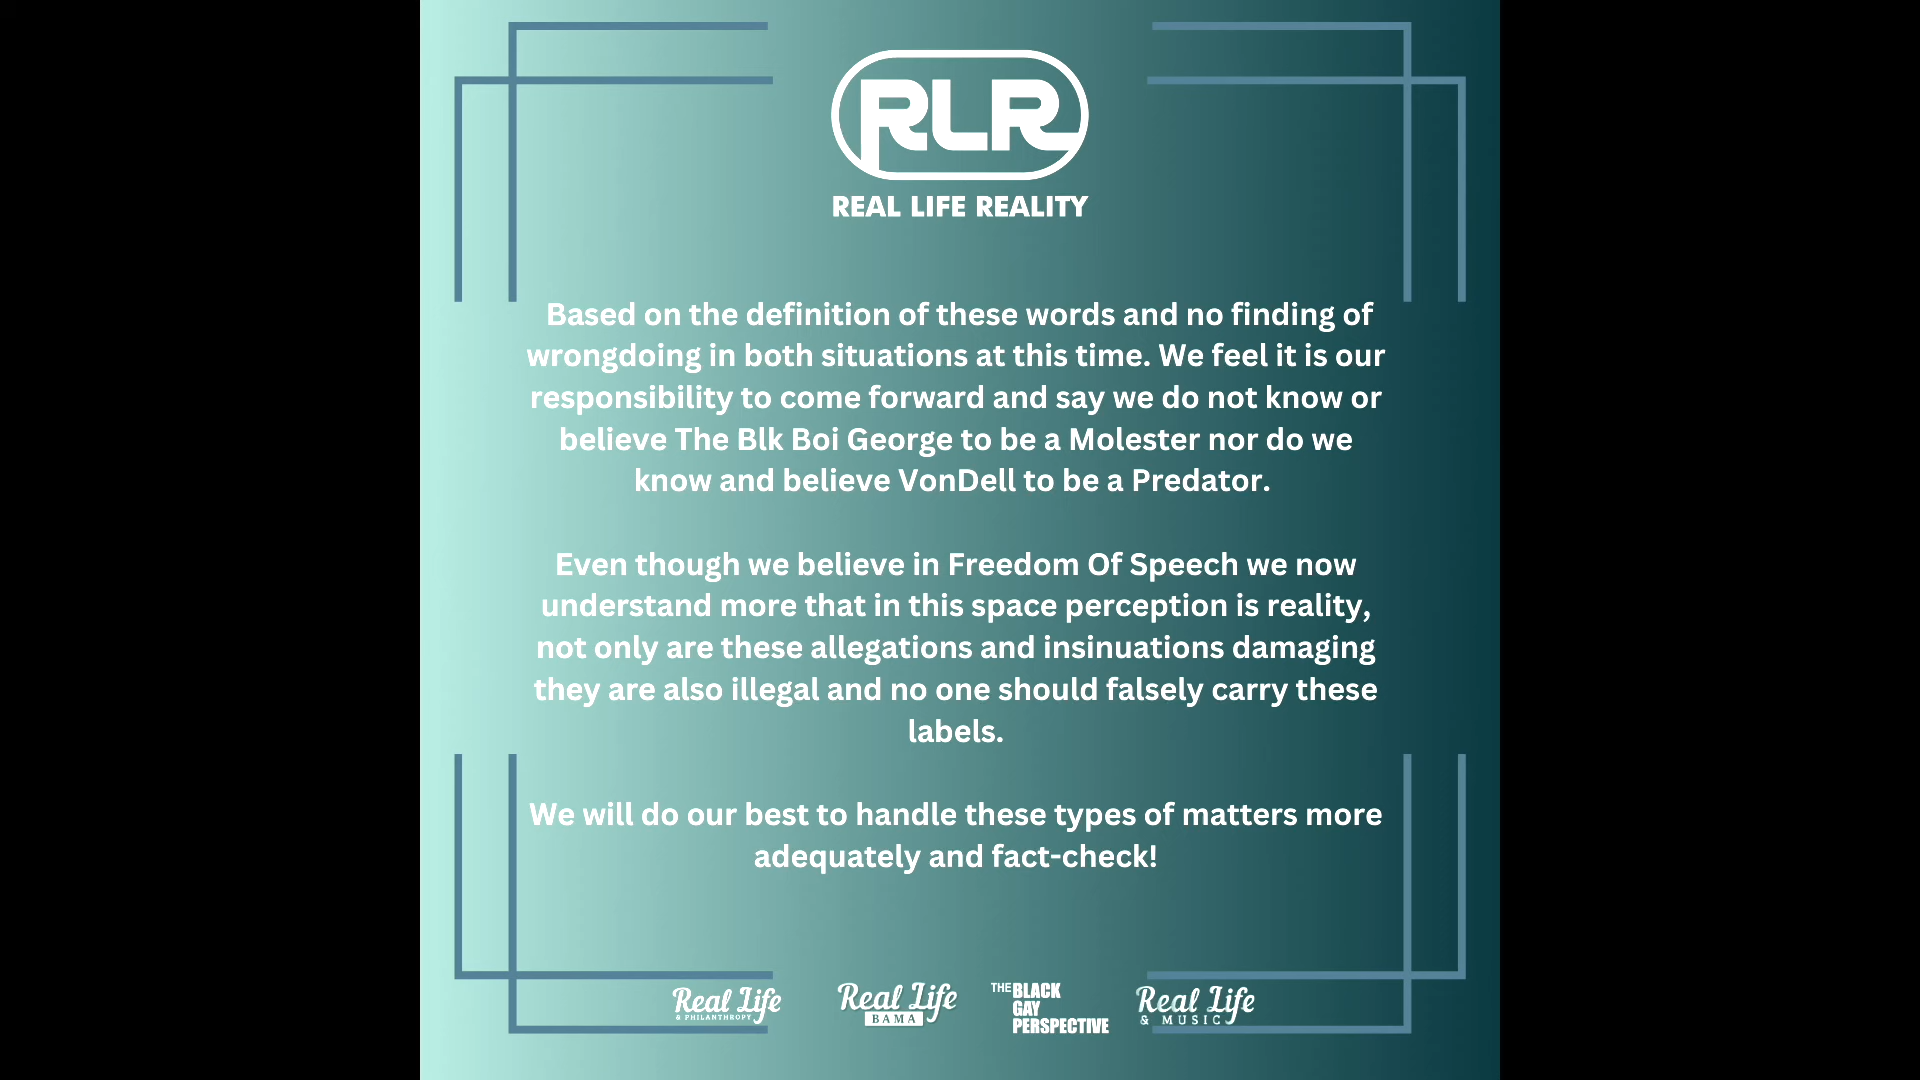 RLR
REAL LIFE REALITY
Based on the definition of these words and no finding of
wrongdoing in both situations at this time. We feel it is our
responsibility to come forward and say we do not know or
believe The Blk Boi George to be a Molester nor do we
know and believe VonDell to be a Predator.
Even though we believe in Freedom Of Speech we now
understand more that in this space perception is reality,
not only are these allegations and insinuations damaging
they are also illegal and no one should falsely carry these
labels.
We will do our best to handle these types of matters more
adequately and fact-check!
Real Life
& PHILANTHROPY
Real Life
BAMA
THE BLACK
GAY
PERSPECTIVE
Real Life
& MUSIC